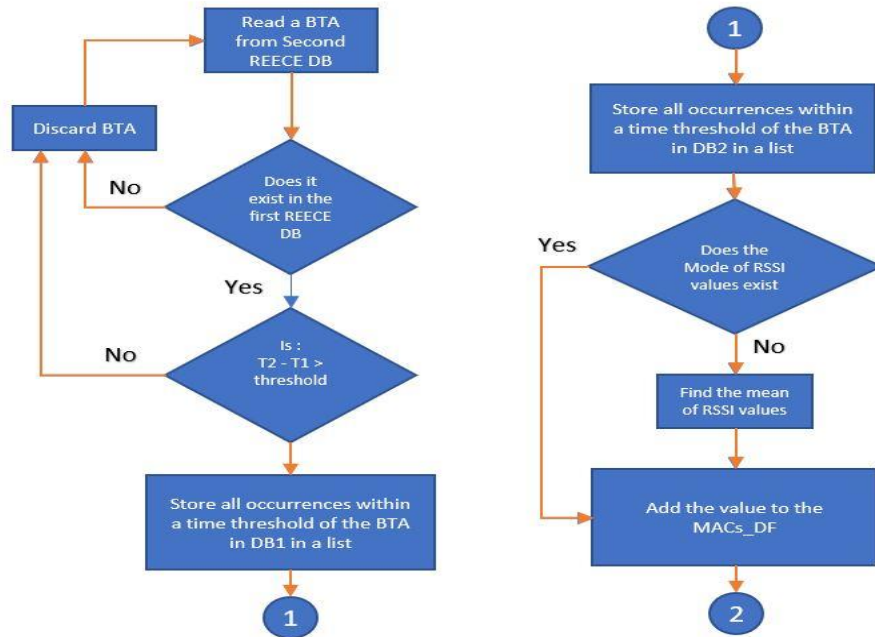 Read a BTA
from Second
REECE DB
Discard BTA
No
Does it
exist in the
first REECE
DB
Yes
No
Is :
T2 - T1 >
threshold
Store all occurrences within
a time threshold of the BTA
in DB1 in a list
1
1
Store all occurrences within
a time threshold of the BTA
in DB2 in a list
Yes
Does the
Mode of RSSI
values exist
No
Find the mean
of RSSI values
Add the value to the
MACs_DF
2